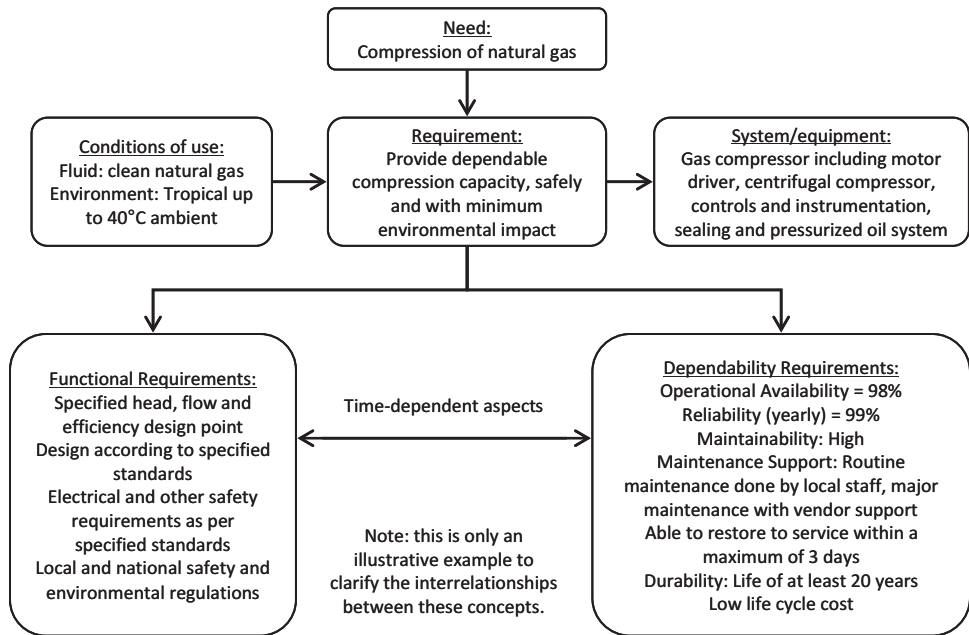 Need:
Compression of natural gas
Conditions of use:
Fluid: clean natural gas
Environment: Tropical up
to 40°C ambient
Requirement:
Provide dependable
compression capacity, safely
and with minimum
environmental impact
System/equipment:
Gas compressor including motor
driver, centrifugal compressor,
controls and instrumentation,
sealing and pressurized oil system
Functional Requirements:
Specified head, flow and
efficiency design point
Design according to specified
standards
Electrical and other safety
requirements as per
specified standards
Local and national safety and
environmental regulations
Time-dependent aspects
Note: this is only an
illustrative example to
clarify the interrelationships
between these concepts.
Dependability Requirements:
Operational Availability = 98%
Reliability (yearly) = 99%
Maintainability: High
Maintenance Support: Routine
maintenance done by local staff, major
maintenance with vendor support
Able to restore to service within a
maximum of 3 days
Durability: Life of at least 20 years
Low life cycle cost